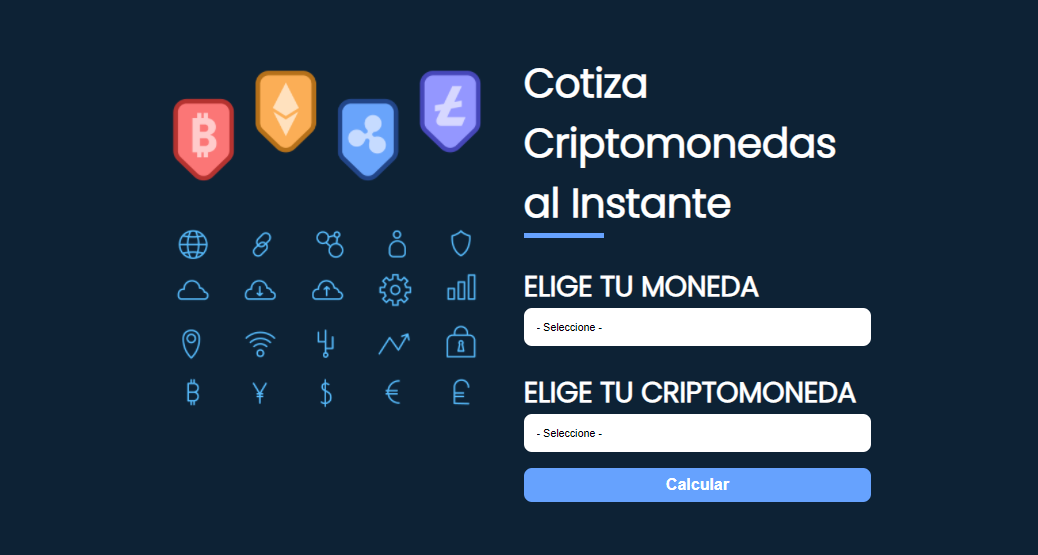 Cotiza
Criptomonedas
al Instante
ELIGE TU MONEDA
- Seleccione -
ELIGE TU CRIPTOMONEDA
- Seleccione -
Calcular